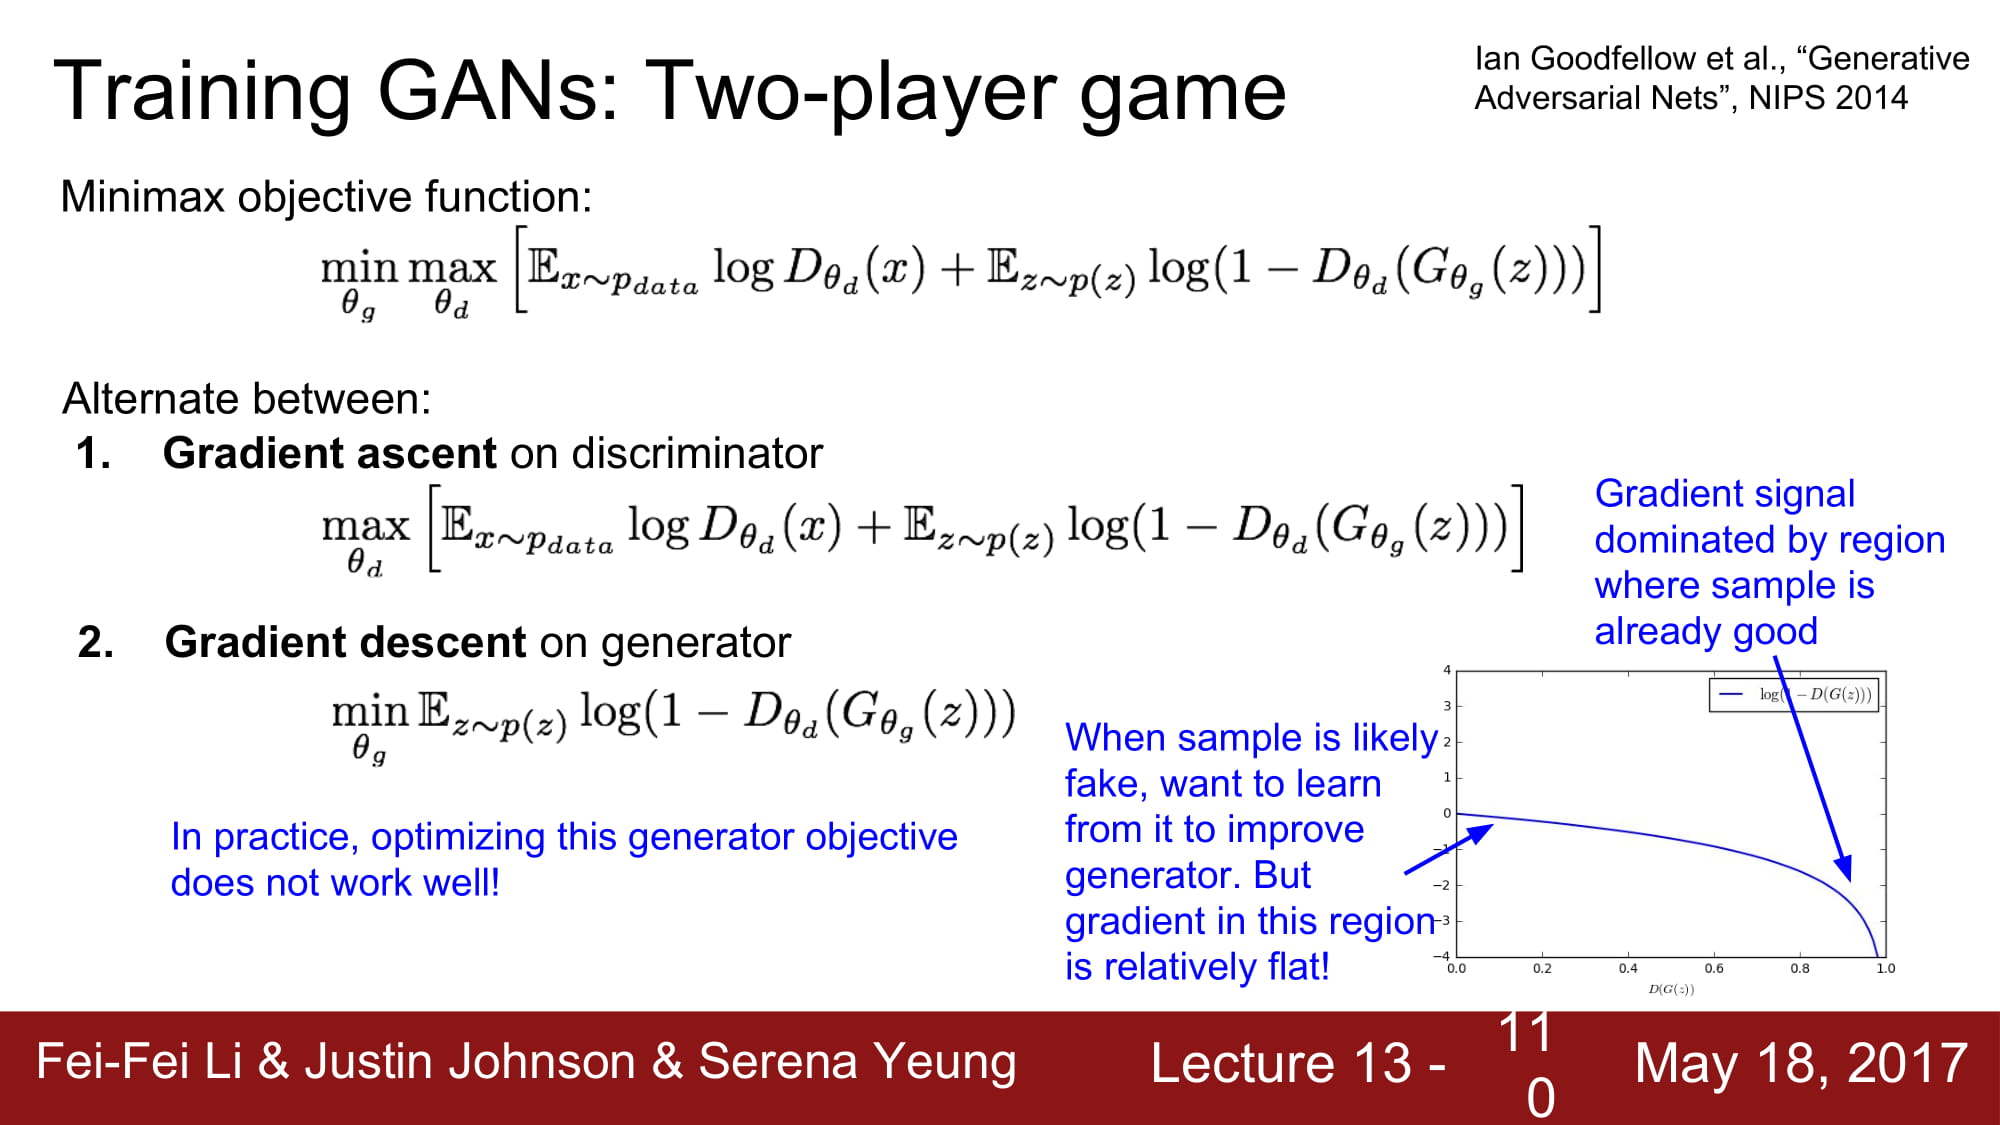 Training GANs: Two-player game
Ian Goodfellow et al., “Generative
Adversarial Nets”, NIPS 2014
Minimax objective function:
$\min_{\theta_g} \max_{\theta_d} \left[ \mathbb{E}_{x \sim p_{data}} \log D_{\theta_d}(x) + \mathbb{E}_{z \sim p(z)} \log(1 - D_{\theta_d}(G_{\theta_g}(z))) \right]$
Alternate between:
1. Gradient ascent on discriminator
$\max_{\theta_d} \left[ \mathbb{E}_{x \sim p_{data}} \log D_{\theta_d}(x) + \mathbb{E}_{z \sim p(z)} \log(1 - D_{\theta_d}(G_{\theta_g}(z))) \right]$
2. Gradient descent on generator
$\min_{\theta_g} \mathbb{E}_{z \sim p(z)} \log(1 - D_{\theta_d}(G_{\theta_g}(z)))$
In practice, optimizing this generator objective
does not work well!
When sample is likely
fake, want to learn
from it to improve
generator. But
gradient in this region
is relatively flat!
Gradient signal
dominated by region
where sample is
already good
log(1 − D(G(z)))
4
3
2
1
0
−1
−2
−3
−4
0.0 0.2 0.4 0.6 0.8 1.0
D(G(z))
Fei-Fei Li & Justin Johnson & Serena Yeung
Lecture 13 -
11
0
May 18, 2017